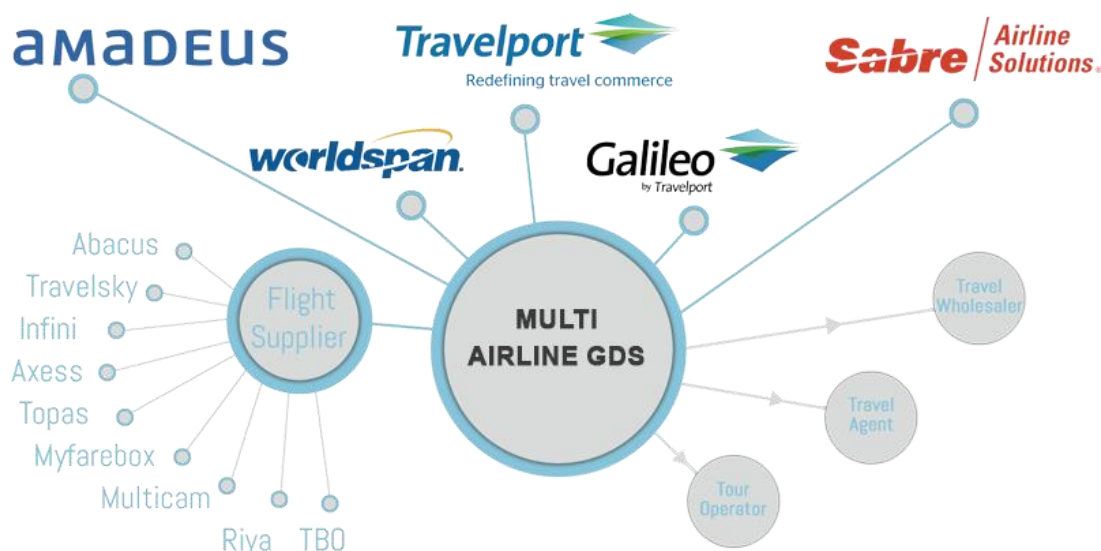 amadeus
Travelport
Redefining travel commerce
Sabre
Airline
Solutions.
worldspan.
Galileo
by Travelport
Abacus
Travelsky
Infini
Axess
Topas
Myfarebox
Multicam
Riya
TBO
Flight
Supplier
MULTI
AIRLINE GDS
Travel
Wholesaler
Travel
Agent
Tour
Operator